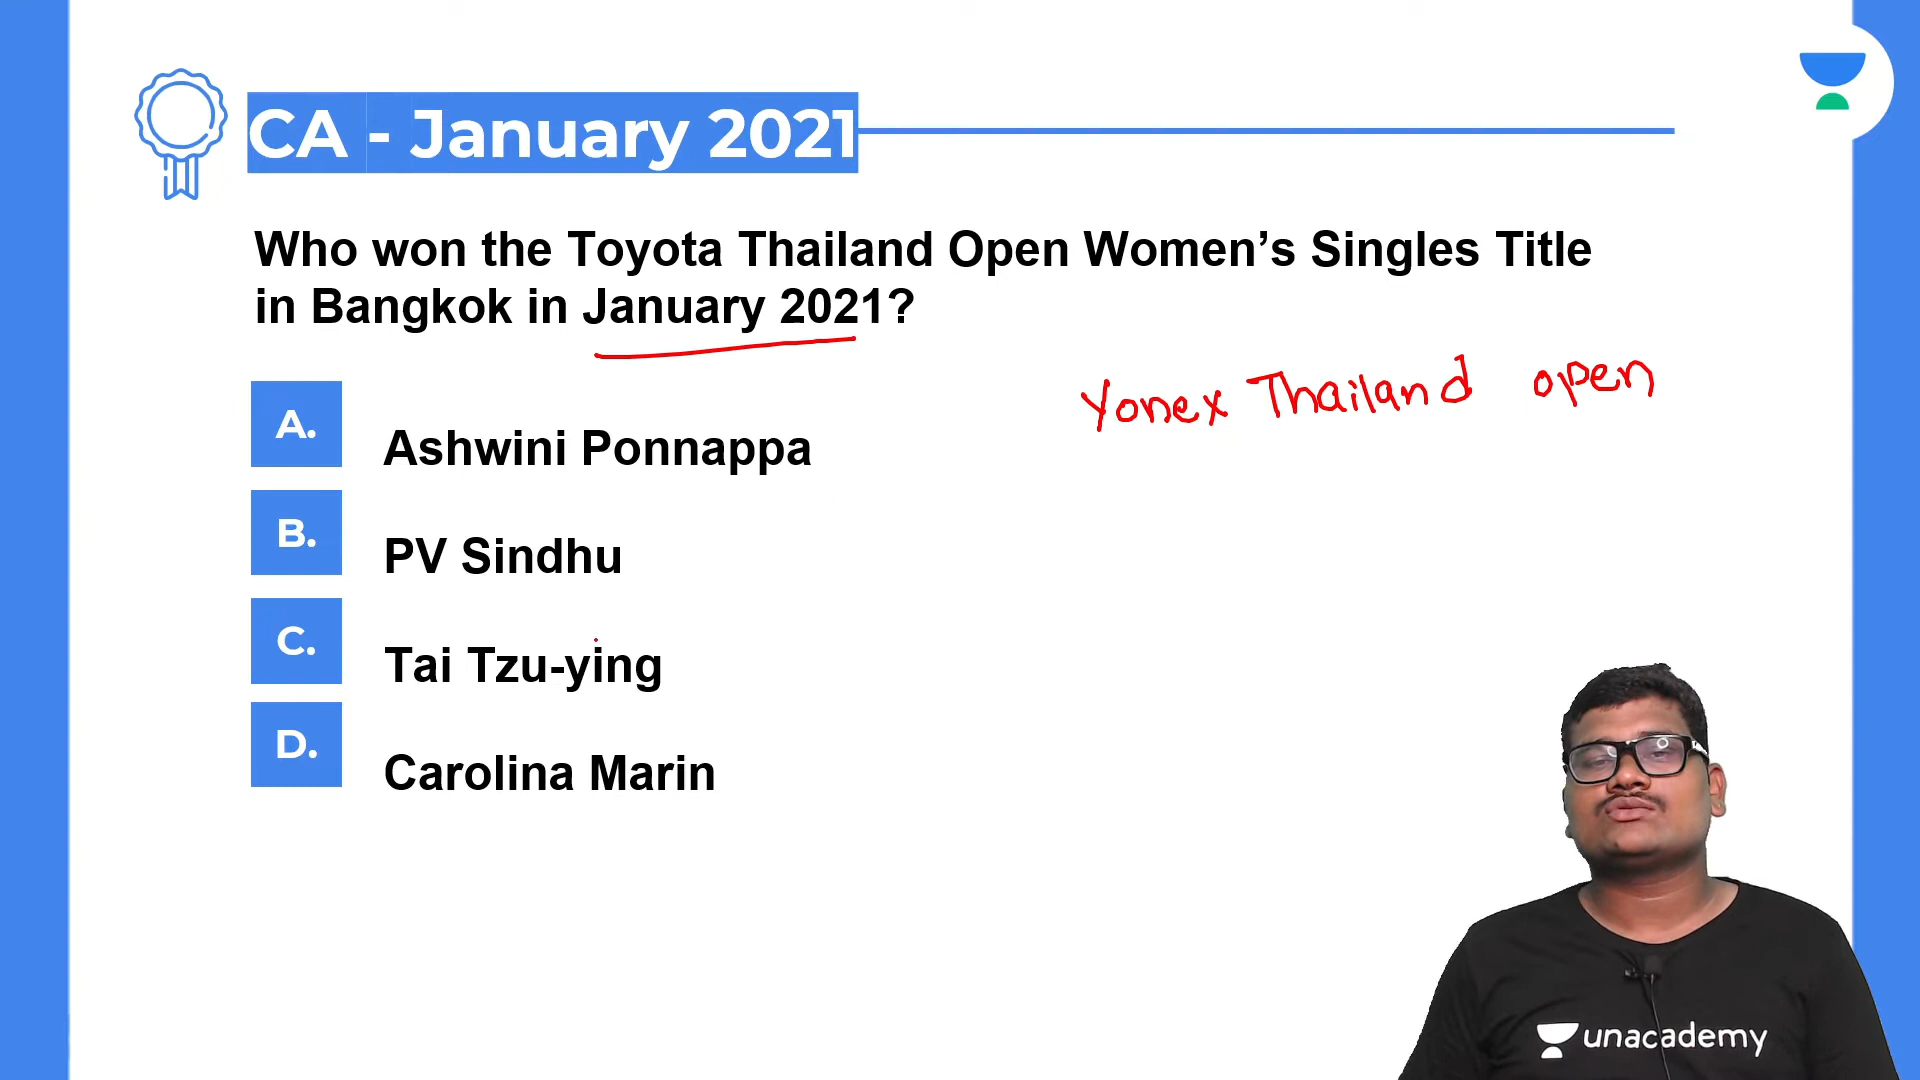 CA - January 2021
Who won the Toyota Thailand Open Women’s Singles Title
in Bangkok in January 2021?
Yonex Thailand open
A.
Ashwini Ponnappa
B.
PV Sindhu
C.
Tai Tzu-ying
D.
Carolina Marin
unacademy